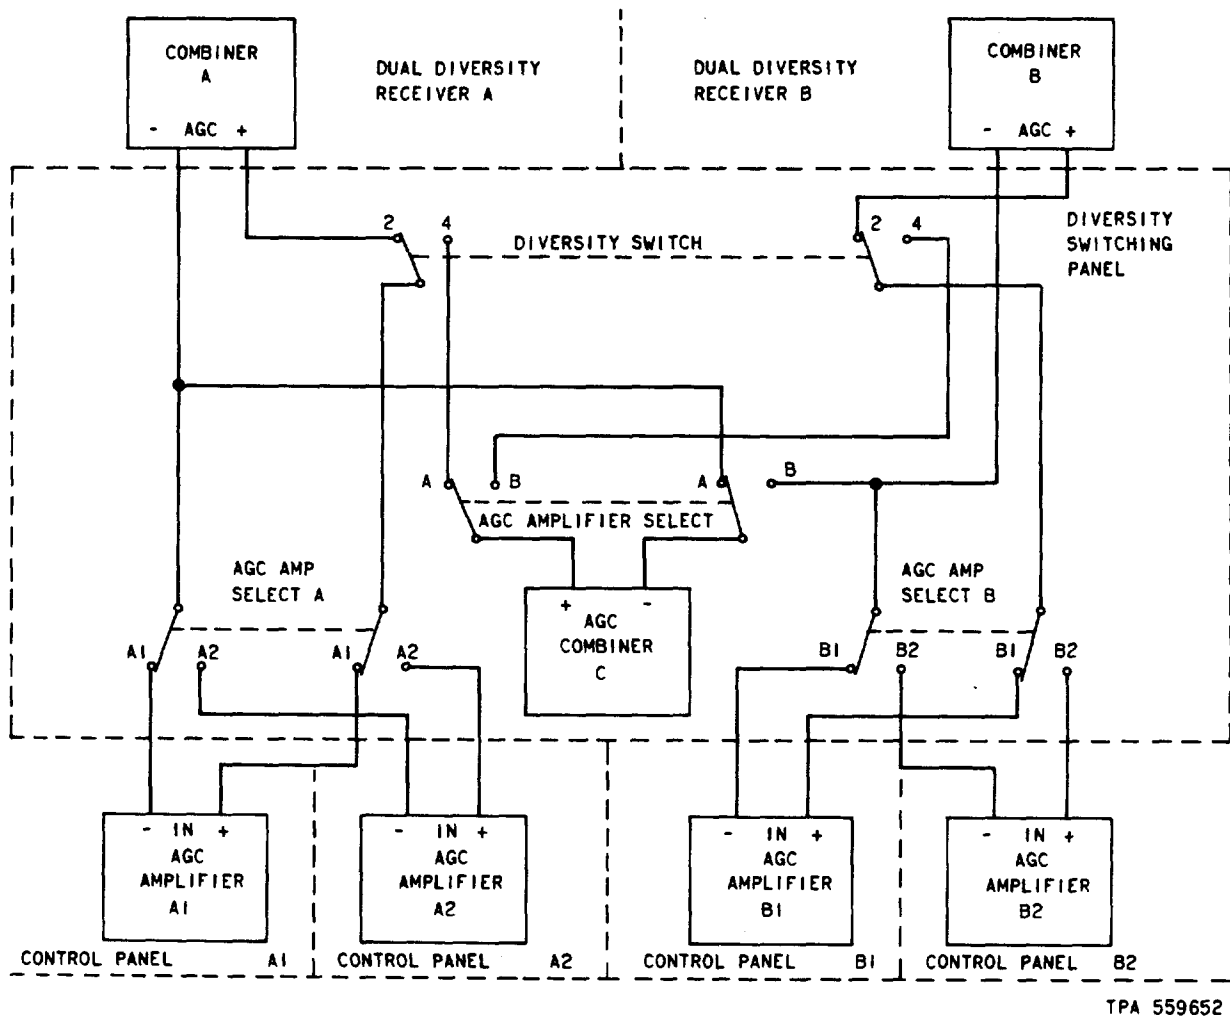 COMBINER
A
- AGC +
DUAL DIVERSITY
RECEIVER A
DUAL DIVERSITY
RECEIVER B
COMBINER
B
- AGC +
2 4
DIVERSITY SWITCH
2 4
DIVERSITY
SWITCHING
PANEL
A B
A B
AGC AMPLIFIER SELECT
AGC AMP
SELECT A
AGC AMP
SELECT B
+ -
AGC
COMBINER
C
A1 A2
A1 A2
B1 B2
B1 B2
- IN +
AGC
AMPLIFIER
A1
- IN +
AGC
AMPLIFIER
A2
- IN +
AGC
AMPLIFIER
B1
- IN +
AGC
AMPLIFIER
B2
CONTROL PANEL A1
CONTROL PANEL A2
CONTROL PANEL B1
CONTROL PANEL B2
TPA 559652